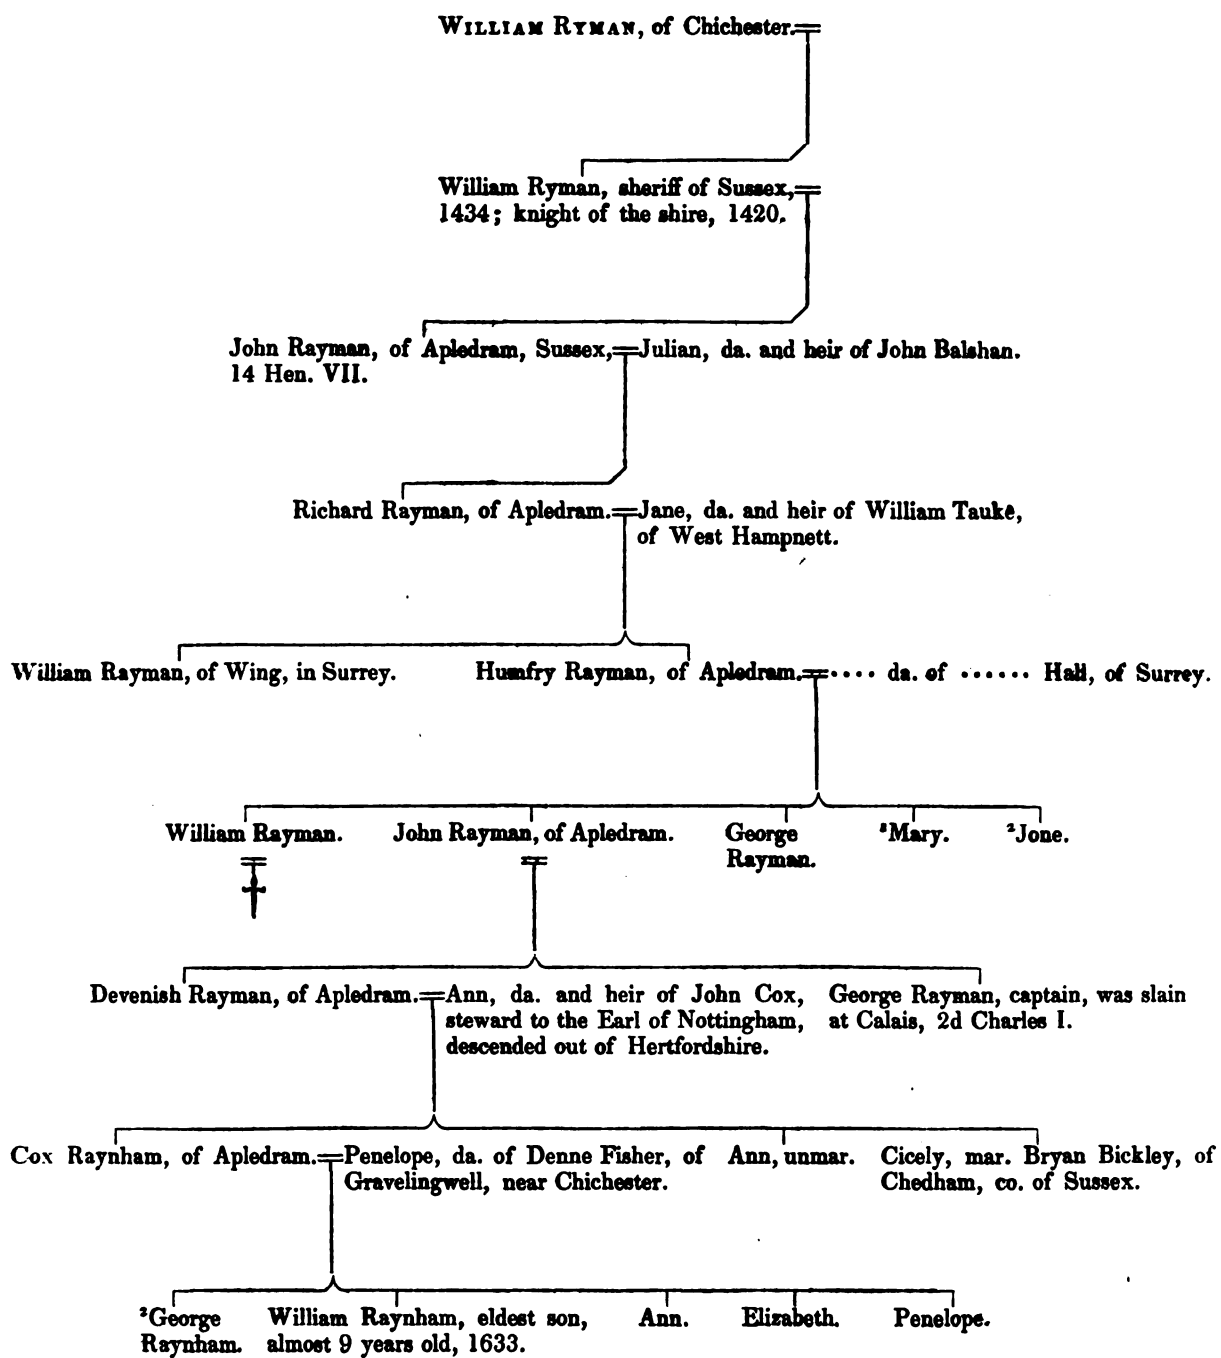 WILLIAM RYMAN, of Chichester.
William Ryman, sheriff of Sussex,
1434; knight of the shire, 1420.
John Rayman, of Apledram, Sussex, Julian, da. and heir of John Balshan.
14 Hen. VII.
Richard Rayman, of Apledram. Jane, da. and heir of William Tauke,
of West Hampnett.
William Rayman, of Wing, in Surrey. Humfry Rayman, of Apledram. .... da. of ...... Hall, of Surrey.
William Rayman. John Rayman, of Apledram. George ²Mary. ²Jone.
Rayman.
Devenish Rayman, of Apledram. Ann, da. and heir of John Cox, George Rayman, captain, was slain
steward to the Earl of Nottingham, at Calais, 2d Charles I.
descended out of Hertfordshire.
Cox Raynham, of Apledram. Penelope, da. of Denne Fisher, of Ann, unmar. Cicely, mar. Bryan Bickley, of
Gravelingwell, near Chichester. Chedham, co. of Sussex.
²George William Raynham, eldest son, Ann. Elizabeth. Penelope.
Raynham. almost 9 years old, 1633.